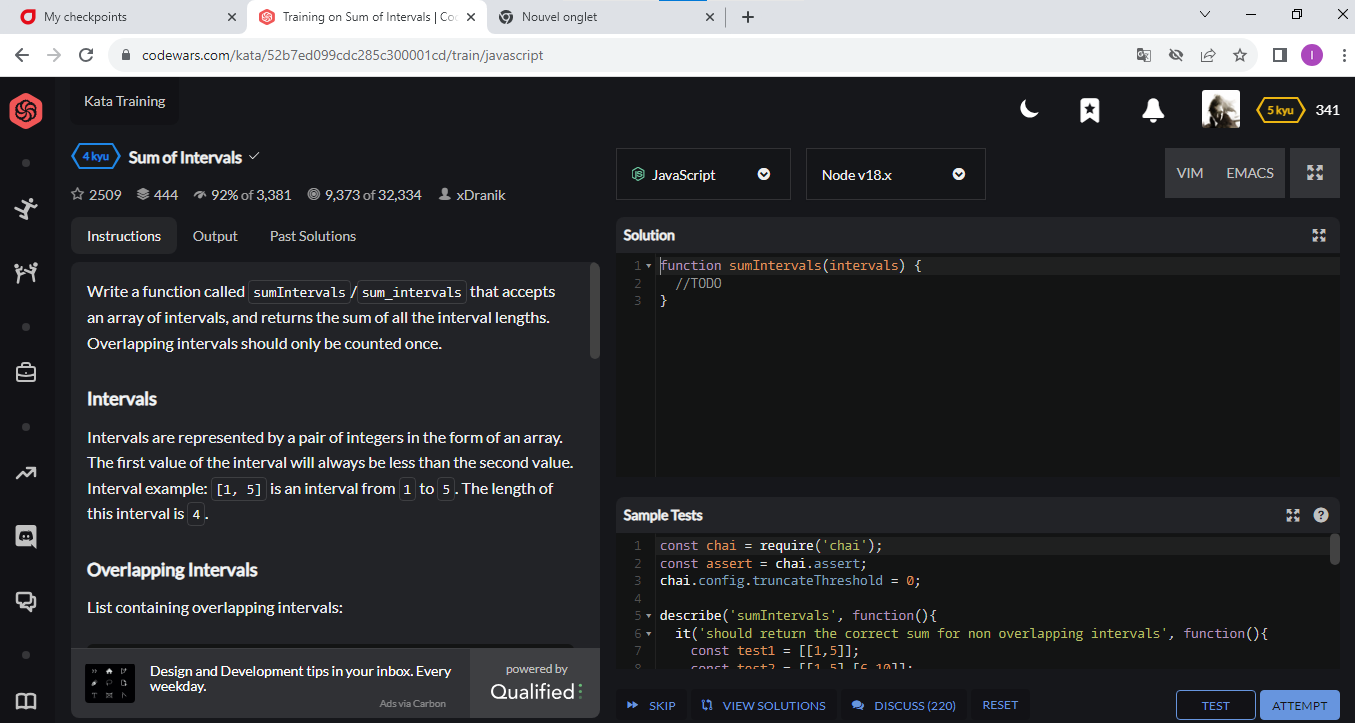 My checkpoints
Training on Sum of Intervals | Co
Nouvel onglet
codewars.com/kata/52b7ed099cdc285c300001cd/train/javascript
I
Kata Training
5 kyu 341
4 kyu Sum of Intervals
2509 444 92% of 3,381 9,373 of 32,334 xDranik
JavaScript
Node v18.x
VIM EMACS
Instructions Output Past Solutions
Write a function called sumIntervals/sum_intervals that accepts
an array of intervals, and returns the sum of all the interval lengths.
Overlapping intervals should only be counted once.
Intervals
Intervals are represented by a pair of integers in the form of an array.
The first value of the interval will always be less than the second value.
Interval example: [1, 5] is an interval from 1 to 5. The length of
this interval is 4.
Overlapping Intervals
List containing overlapping intervals:
Design and Development tips in your inbox. Every
weekday.
Ads via Carbon
powered by
Qualified
Solution
1 function sumIntervals(intervals) {
2 //TODO
3 }
Sample Tests
1 const chai = require('chai');
2 const assert = chai.assert;
3 chai.config.truncateThreshold = 0;
4
5 describe('sumIntervals', function(){
6 it('should return the correct sum for non overlapping intervals', function(){
7 const test1 = [[1,5]];
8 const test2 = [[1,5],[6,10]];
SKIP VIEW SOLUTIONS DISCUSS (220) RESET TEST ATTEMPT